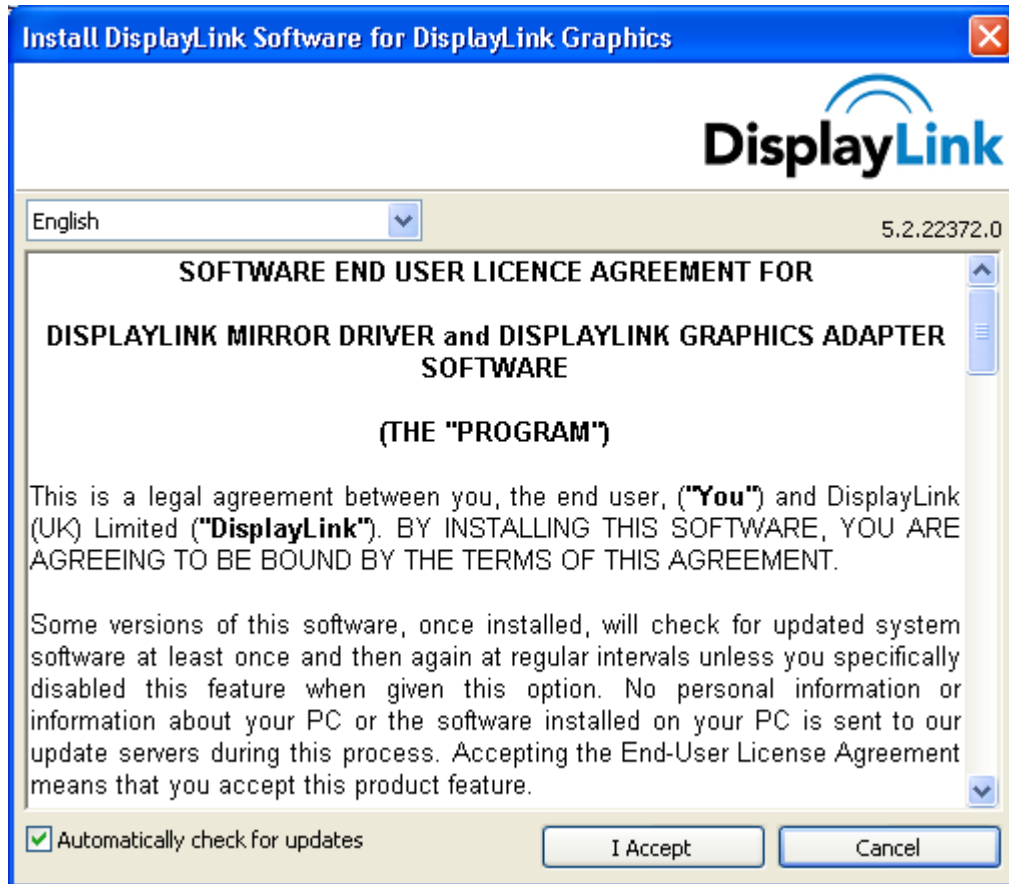 Install DisplayLink Software for DisplayLink Graphics
DisplayLink
English
5.2.22372.0
SOFTWARE END USER LICENCE AGREEMENT FOR
DISPLAYLINK MIRROR DRIVER and DISPLAYLINK GRAPHICS ADAPTER
SOFTWARE
(THE "PROGRAM")
This is a legal agreement between you, the end user, ("You") and DisplayLink
(UK) Limited ("DisplayLink"). BY INSTALLING THIS SOFTWARE, YOU ARE
AGREEING TO BE BOUND BY THE TERMS OF THIS AGREEMENT.
Some versions of this software, once installed, will check for updated system
software at least once and then again at regular intervals unless you specifically
disabled this feature when given this option. No personal information or
information about your PC or the software installed on your PC is sent to our
update servers during this process. Accepting the End-User License Agreement
means that you accept this product feature.
Automatically check for updates
I Accept
Cancel